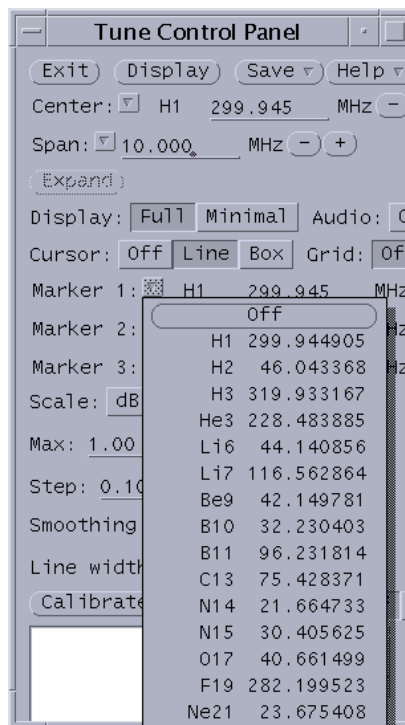 Tune Control Panel
Exit Display Save Help
Center: H1 299.945 MHz -
Span: 10.000 MHz - +
Expand
Display: Full Minimal Audio:
Cursor: Off Line Box Grid: Of
Marker 1: H1 299.945 MHz
Marker 2: Hz
Marker 3: Hz
Scale: dB
Max: 1.00
Step: 0.10
Smoothing
Line width
Calibrate
Off
H1 299.944905
H2 46.043368
H3 319.933167
He3 228.483885
Li6 44.140856
Li7 116.562864
Be9 42.149781
B10 32.230403
B11 96.231814
C13 75.428371
N14 21.664733
N15 30.405625
O17 40.661499
F19 282.199523
Ne21 23.675408